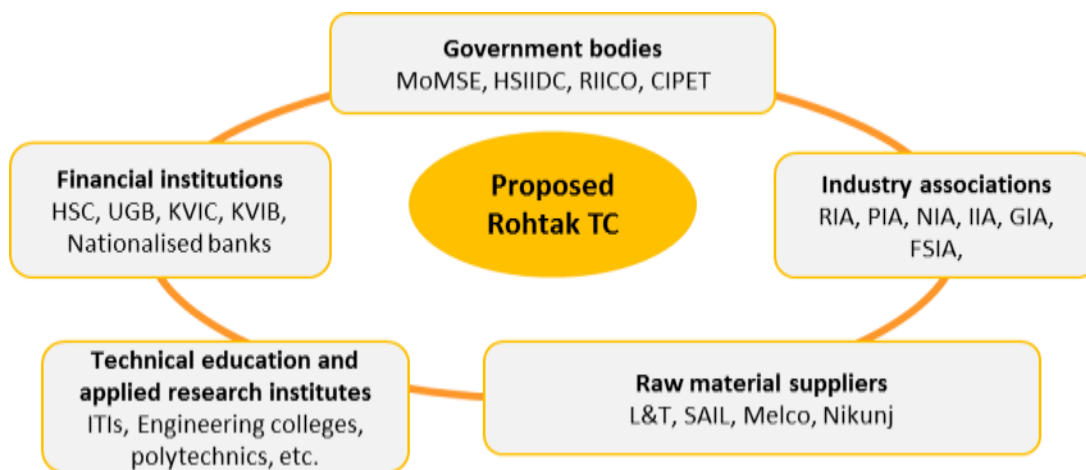 Government bodies
MoMSE, HSIIDC, RIICO, CIPET
Financial institutions
HSC, UGB, KVIC, KVIB,
Nationalised banks
Proposed
Rohtak TC
Industry associations
RIA, PIA, NIA, IIA, GIA,
FSIA,
Technical education and
applied research institutes
ITIs, Engineering colleges,
polytechnics, etc.
Raw material suppliers
L&T, SAIL, Melco, Nikunj